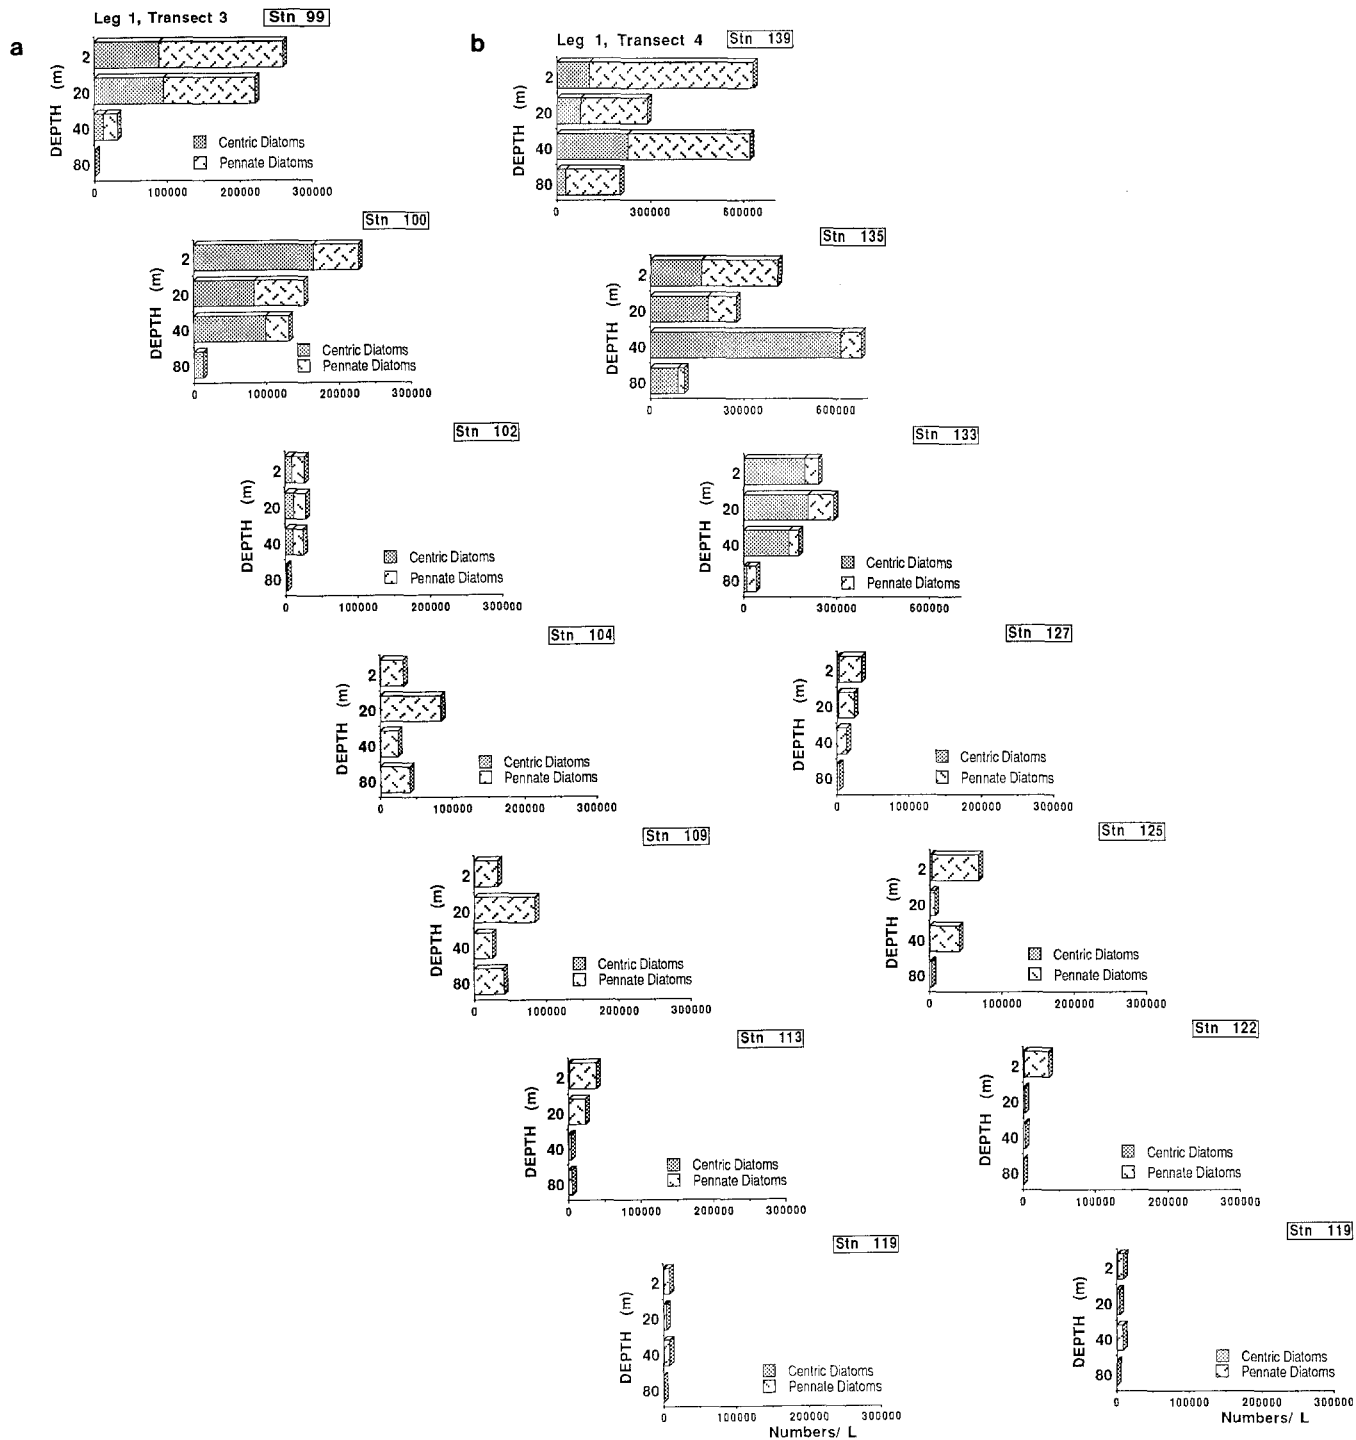 a
Leg 1, Transect 3 Stn 99
DEPTH (m)
2
20
40
80
Centric Diatoms
Pennate Diatoms
0 100000 200000 300000
Stn 100
DEPTH (m)
2
20
40
80
Centric Diatoms
Pennate Diatoms
0 100000 200000 300000
Stn 102
DEPTH (m)
2
20
40
80
Centric Diatoms
Pennate Diatoms
0 100000 200000 300000
Stn 104
DEPTH (m)
2
20
40
80
Centric Diatoms
Pennate Diatoms
0 100000 200000 300000
Stn 109
DEPTH (m)
2
20
40
80
Centric Diatoms
Pennate Diatoms
0 100000 200000 300000
Stn 113
DEPTH (m)
2
20
40
80
Centric Diatoms
Pennate Diatoms
0 100000 200000 300000
Stn 119
DEPTH (m)
2
20
40
80
Centric Diatoms
Pennate Diatoms
0 100000 200000 300000
Numbers/ L
b
Leg 1, Transect 4 Stn 139
DEPTH (m)
2
20
40
80
0 300000 600000
Stn 135
DEPTH (m)
2
20
40
80
0 300000 600000
Stn 133
DEPTH (m)
2
20
40
80
Centric Diatoms
Pennate Diatoms
0 300000 600000
Stn 127
DEPTH (m)
2
20
40
80
Centric Diatoms
Pennate Diatoms
0 100000 200000 300000
Stn 125
DEPTH (m)
2
20
40
80
Centric Diatoms
Pennate Diatoms
0 100000 200000 300000
Stn 122
DEPTH (m)
2
20
40
80
Centric Diatoms
Pennate Diatoms
0 100000 200000 300000
Stn 119
DEPTH (m)
2
20
40
80
Centric Diatoms
Pennate Diatoms
0 100000 200000 300000
Numbers/ L